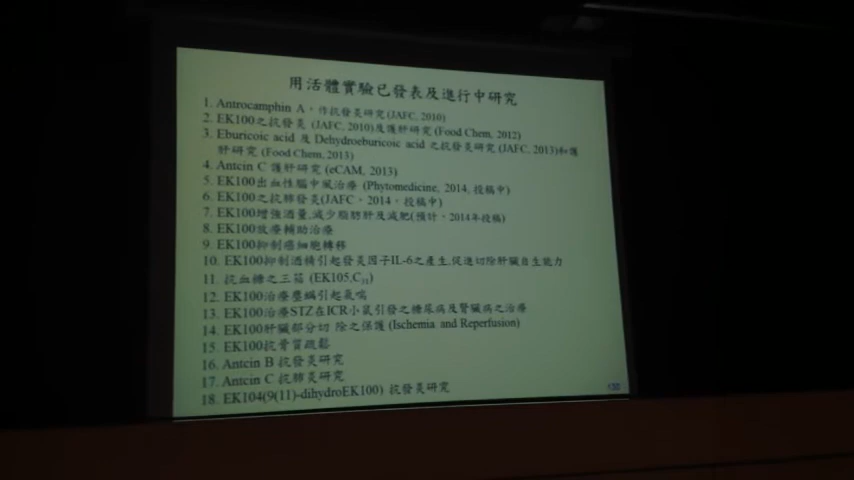 用活體實驗已發表及進行中研究
1. Antrocamphin A,作抗發炎研究(JAFC, 2010)
2. EK100之抗發炎 (JAFC, 2010)及護肝研究(Food Chem, 2012)
3. Eburicoic acid 及 Dehydroeburicoic acid 之抗發炎研究(JAFC, 2013)和護
肝研究(Food Chem, 2013)
4. Antcin C 護肝研究(eCAM, 2013)
5. EK100出血性腦中風治療 (Phytomedicine, 2014, 投稿中)
6. EK100之抗肺發炎(JAFC,2014,投稿中)
7. EK100增強酒量,減少脂肪肝及減肥(預計,2014年投稿)
8. EK100放療輔助治療
9. EK100抑制癌細胞轉移
10. EK100抑制酒精引起發炎因子IL-6之產生,促進切除肝臟自生能力
11. 抗血糖之三萜 (EK105,C31)
12. EK100治療塵蟎引起氣喘
13. EK100治療STZ在ICR小鼠引發之糖尿病及腎臟病之治療
14. EK100肝臟部分切 除之保護 (Ischemia and Reperfusion)
15. EK100抗骨質疏鬆
16. Antcin B 抗發炎研究
17. Antcin C 抗肺炎研究
18. EK104(9(11)-dihydroEK100) 抗發炎研究